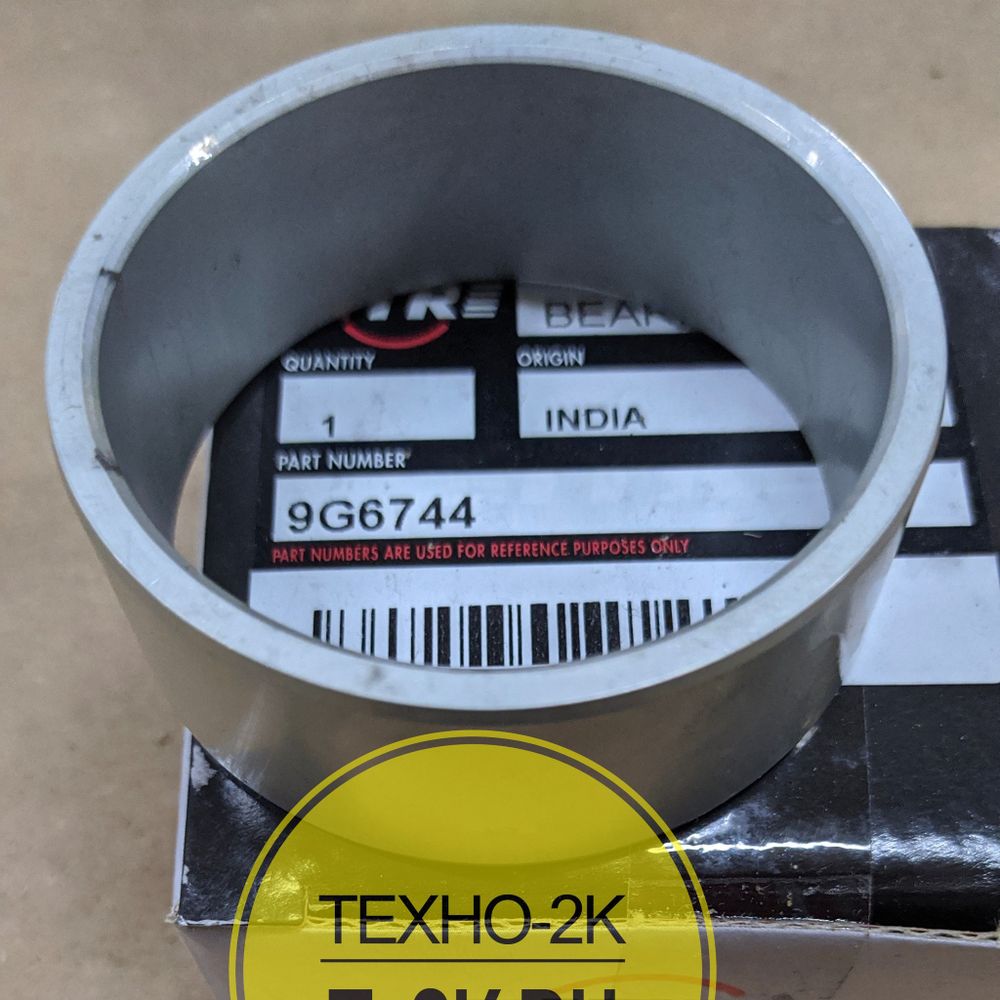 QUANTITY
ORIGIN
1
INDIA
PART NUMBER
9G6744
PART NUMBERS ARE USED FOR REFERENCE PURPOSES ONLY
ТЕХНО-2К